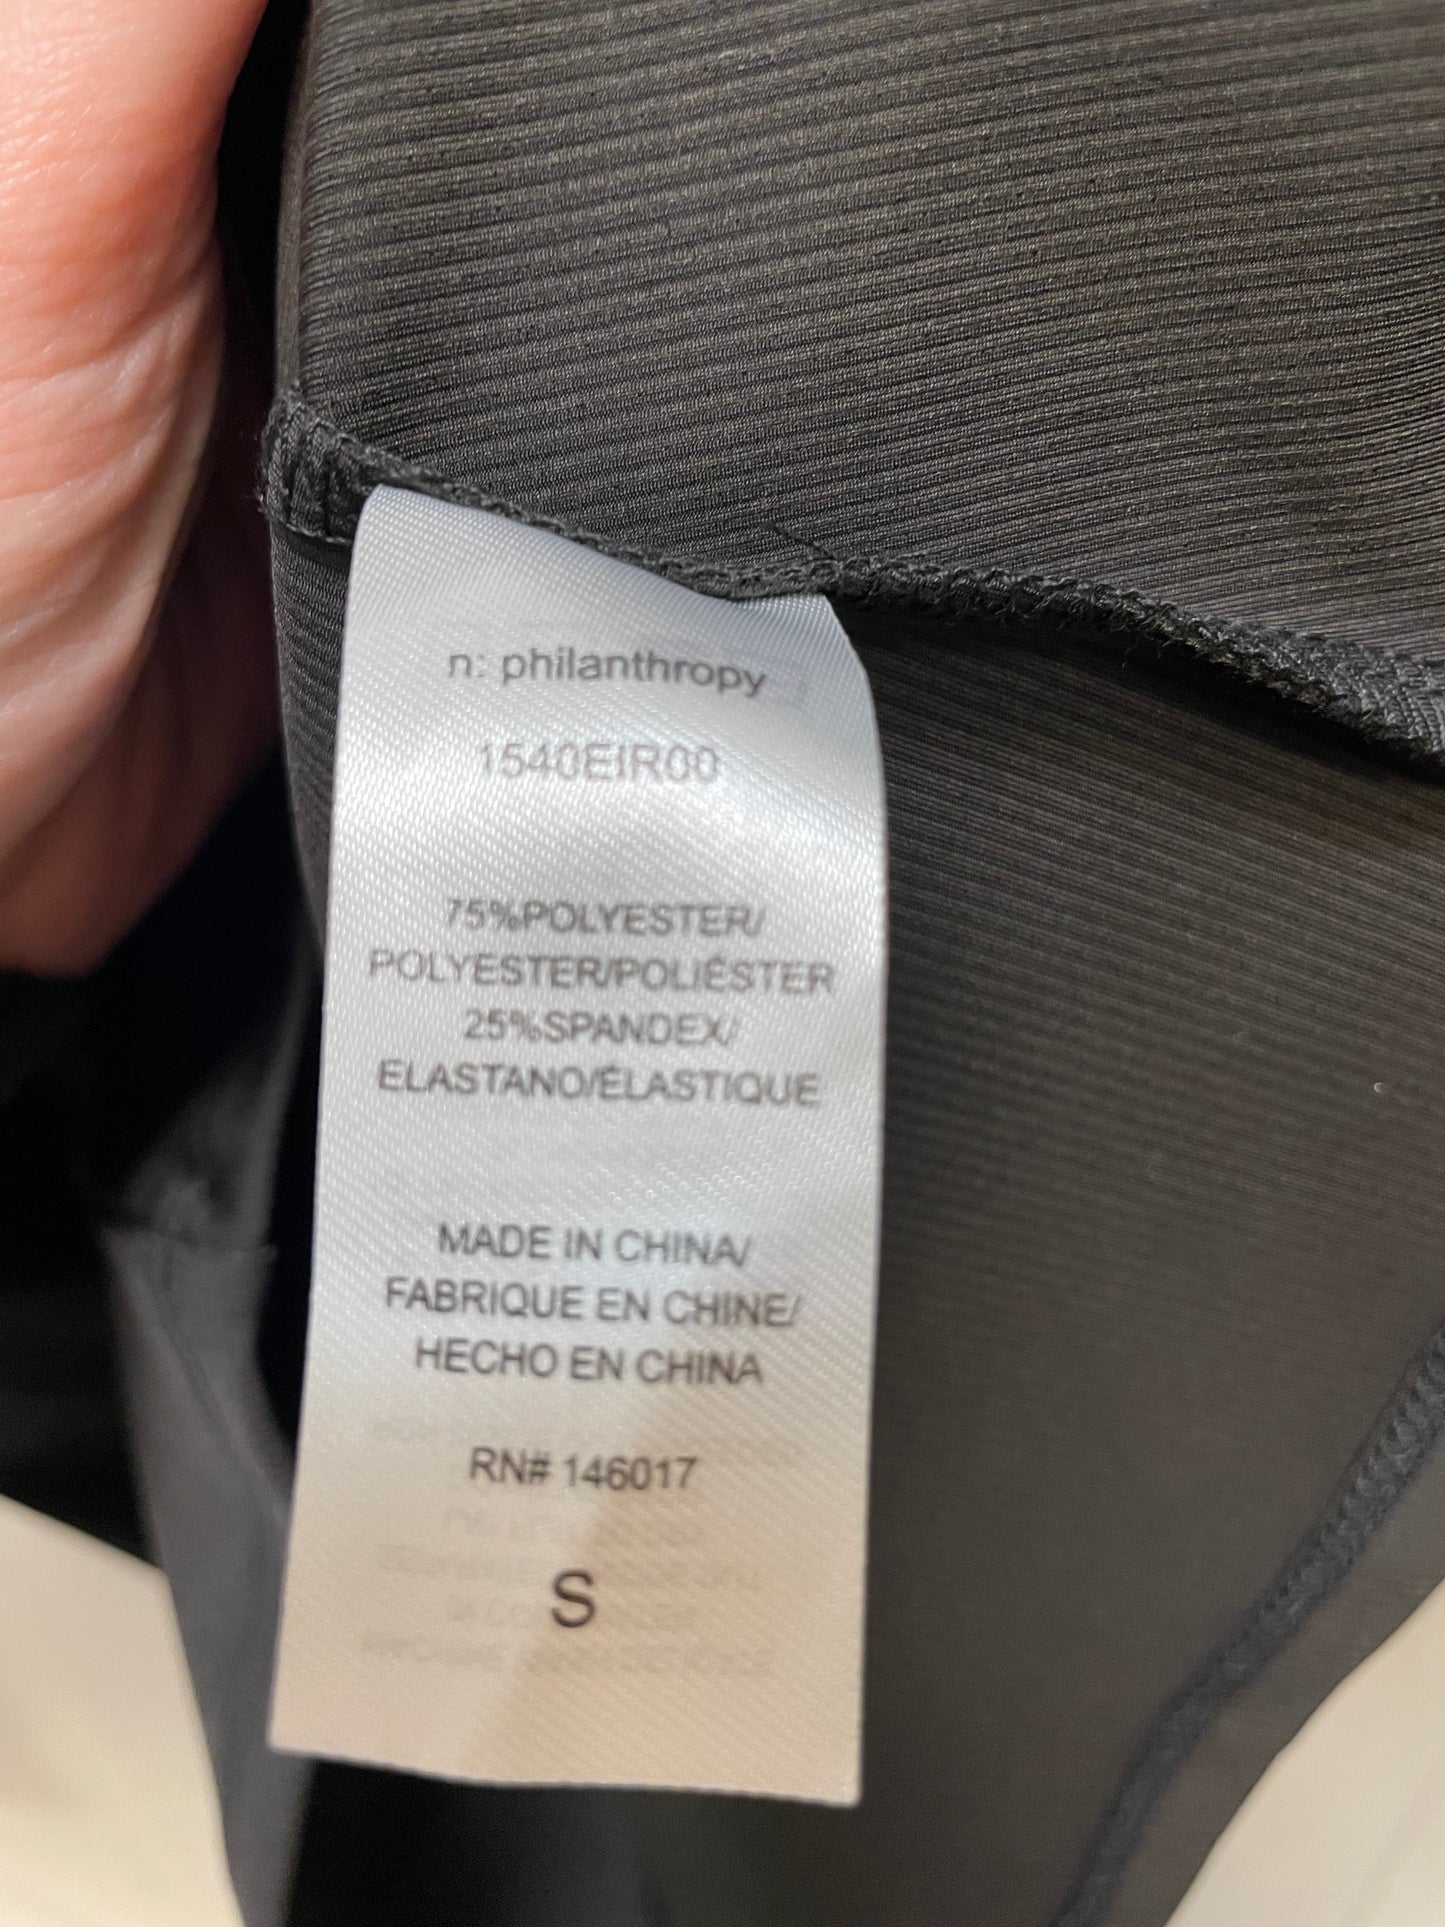 n: philanthropy
1540EIR00
75%POLYESTER/
POLYESTER/POLIÉSTER
25%SPANDEX/
ELASTANO/ÉLASTIQUE
MADE IN CHINA/
FABRIQUE EN CHINE/
HECHO EN CHINA
RN# 146017
S